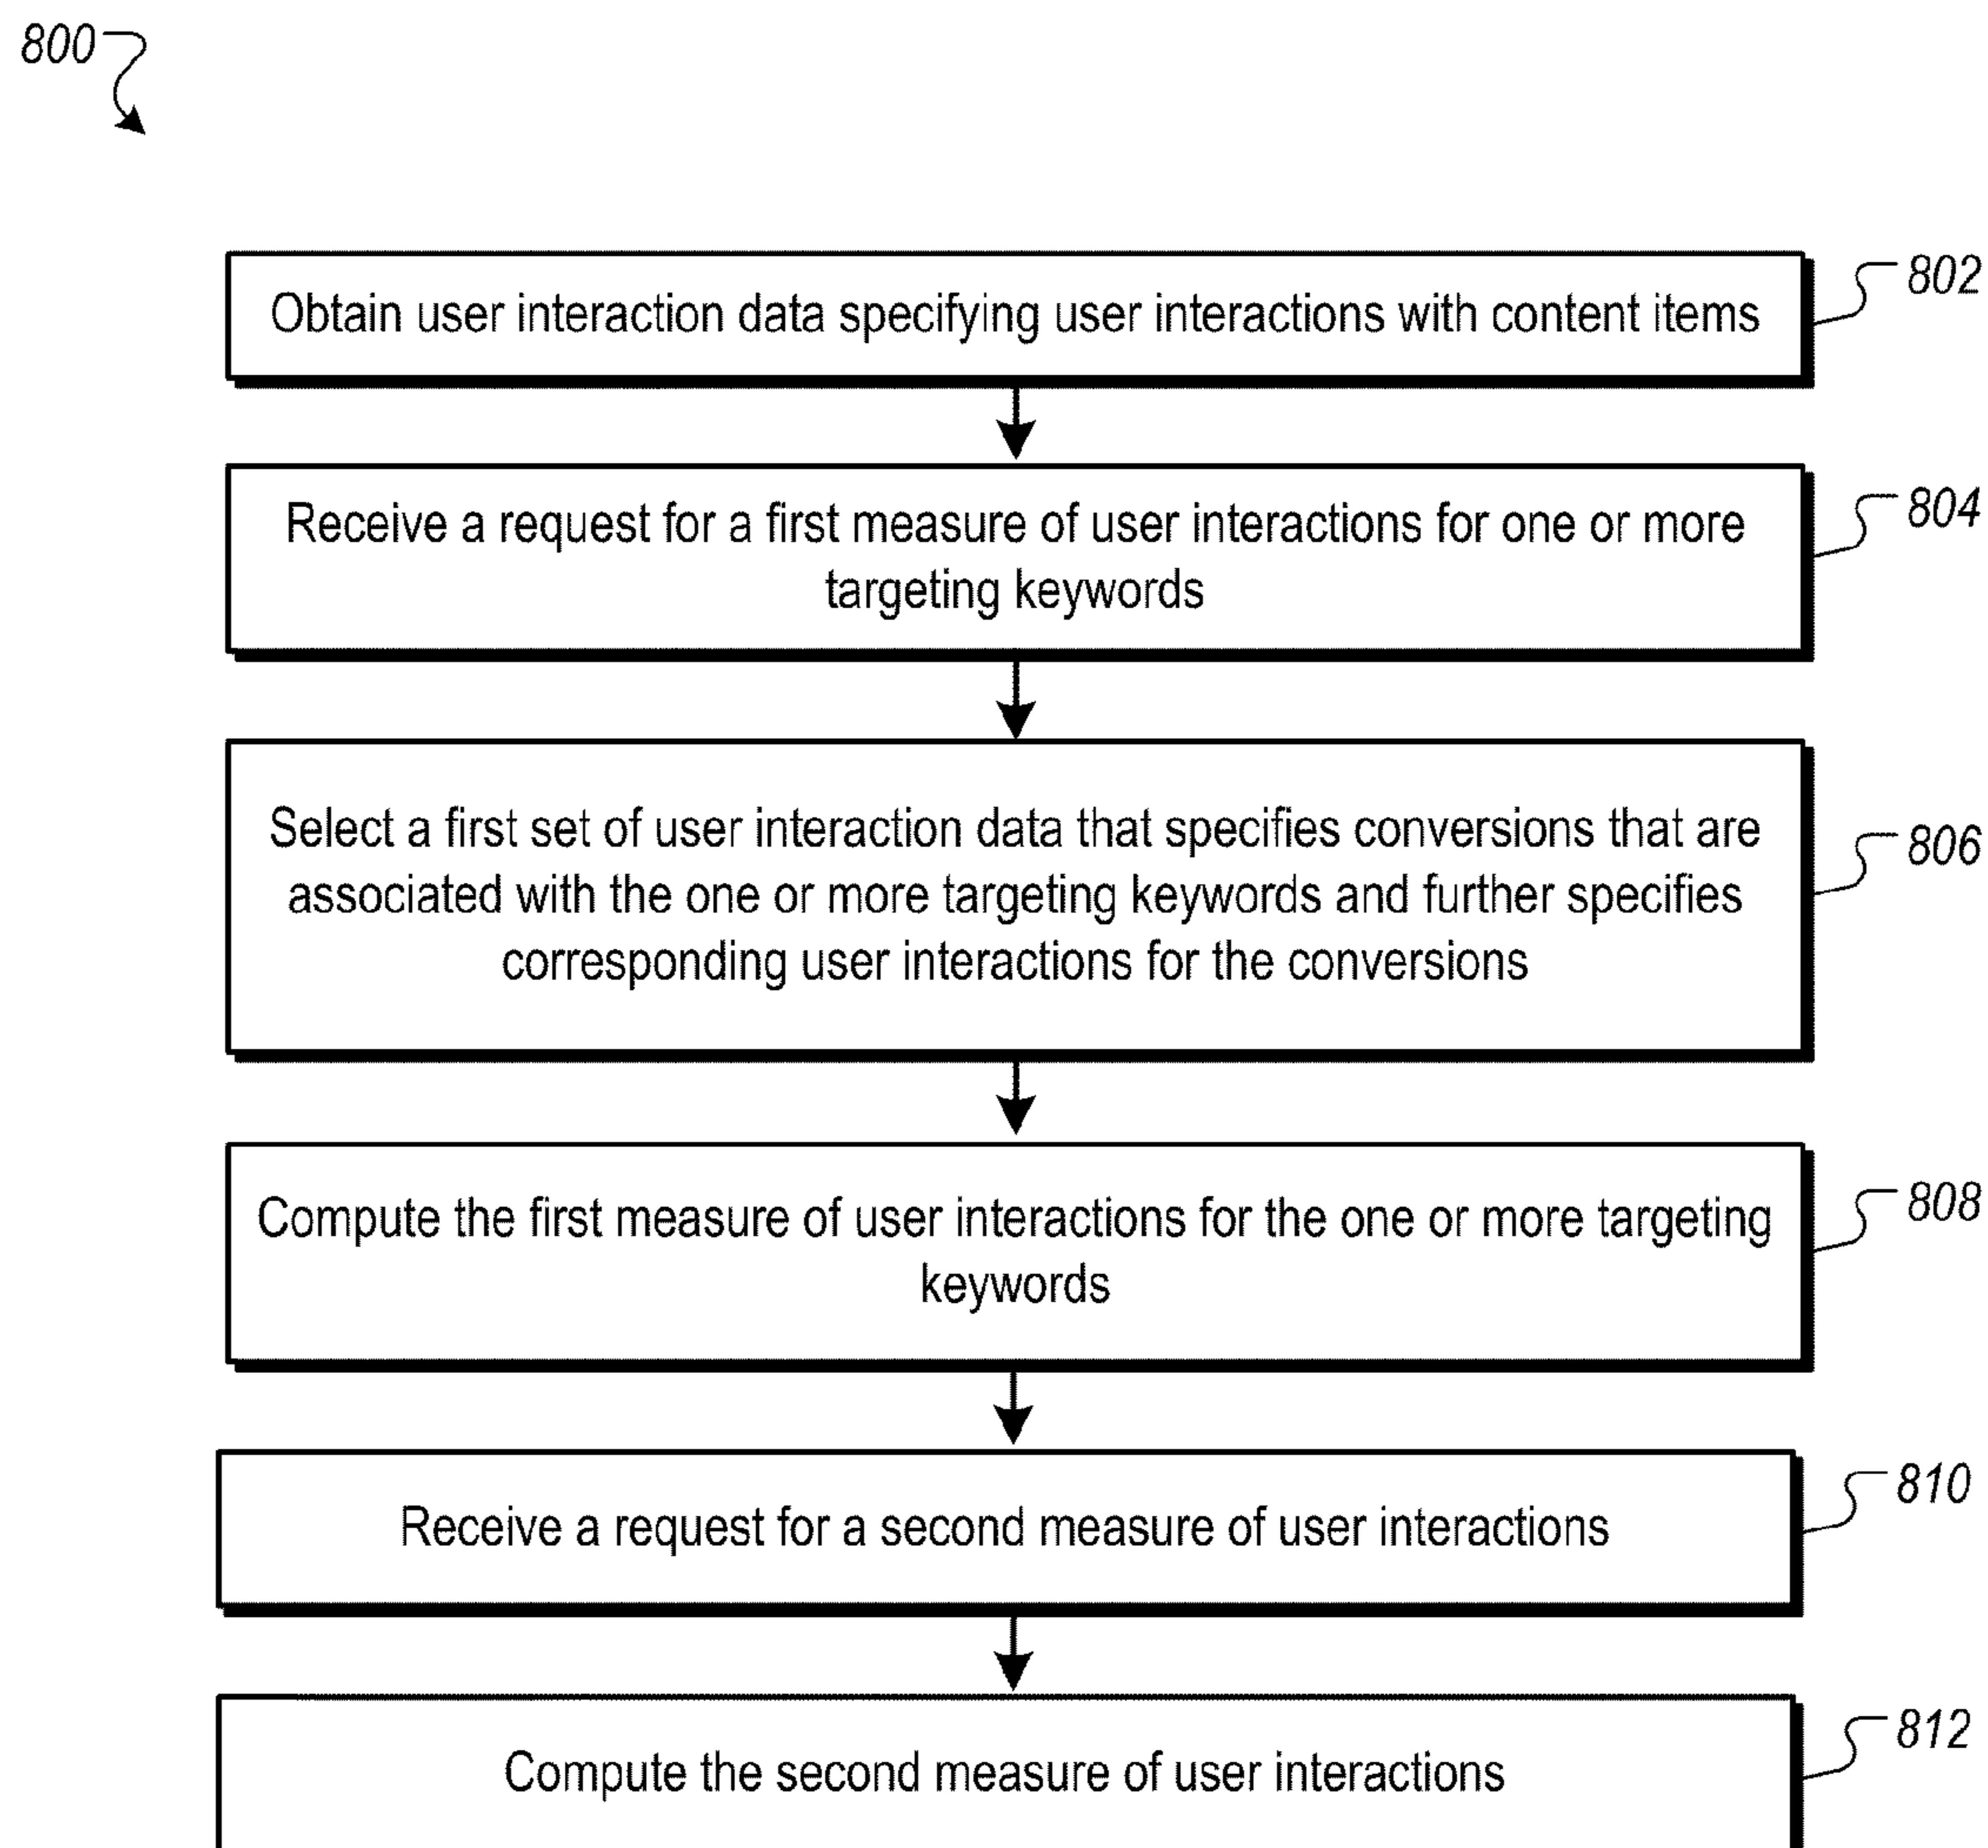 800
Obtain user interaction data specifying user interactions with content items
802
Receive a request for a first measure of user interactions for one or more
targeting keywords
804
Select a first set of user interaction data that specifies conversions that are
associated with the one or more targeting keywords and further specifies
corresponding user interactions for the conversions
806
Compute the first measure of user interactions for the one or more targeting
keywords
808
Receive a request for a second measure of user interactions
810
Compute the second measure of user interactions
812